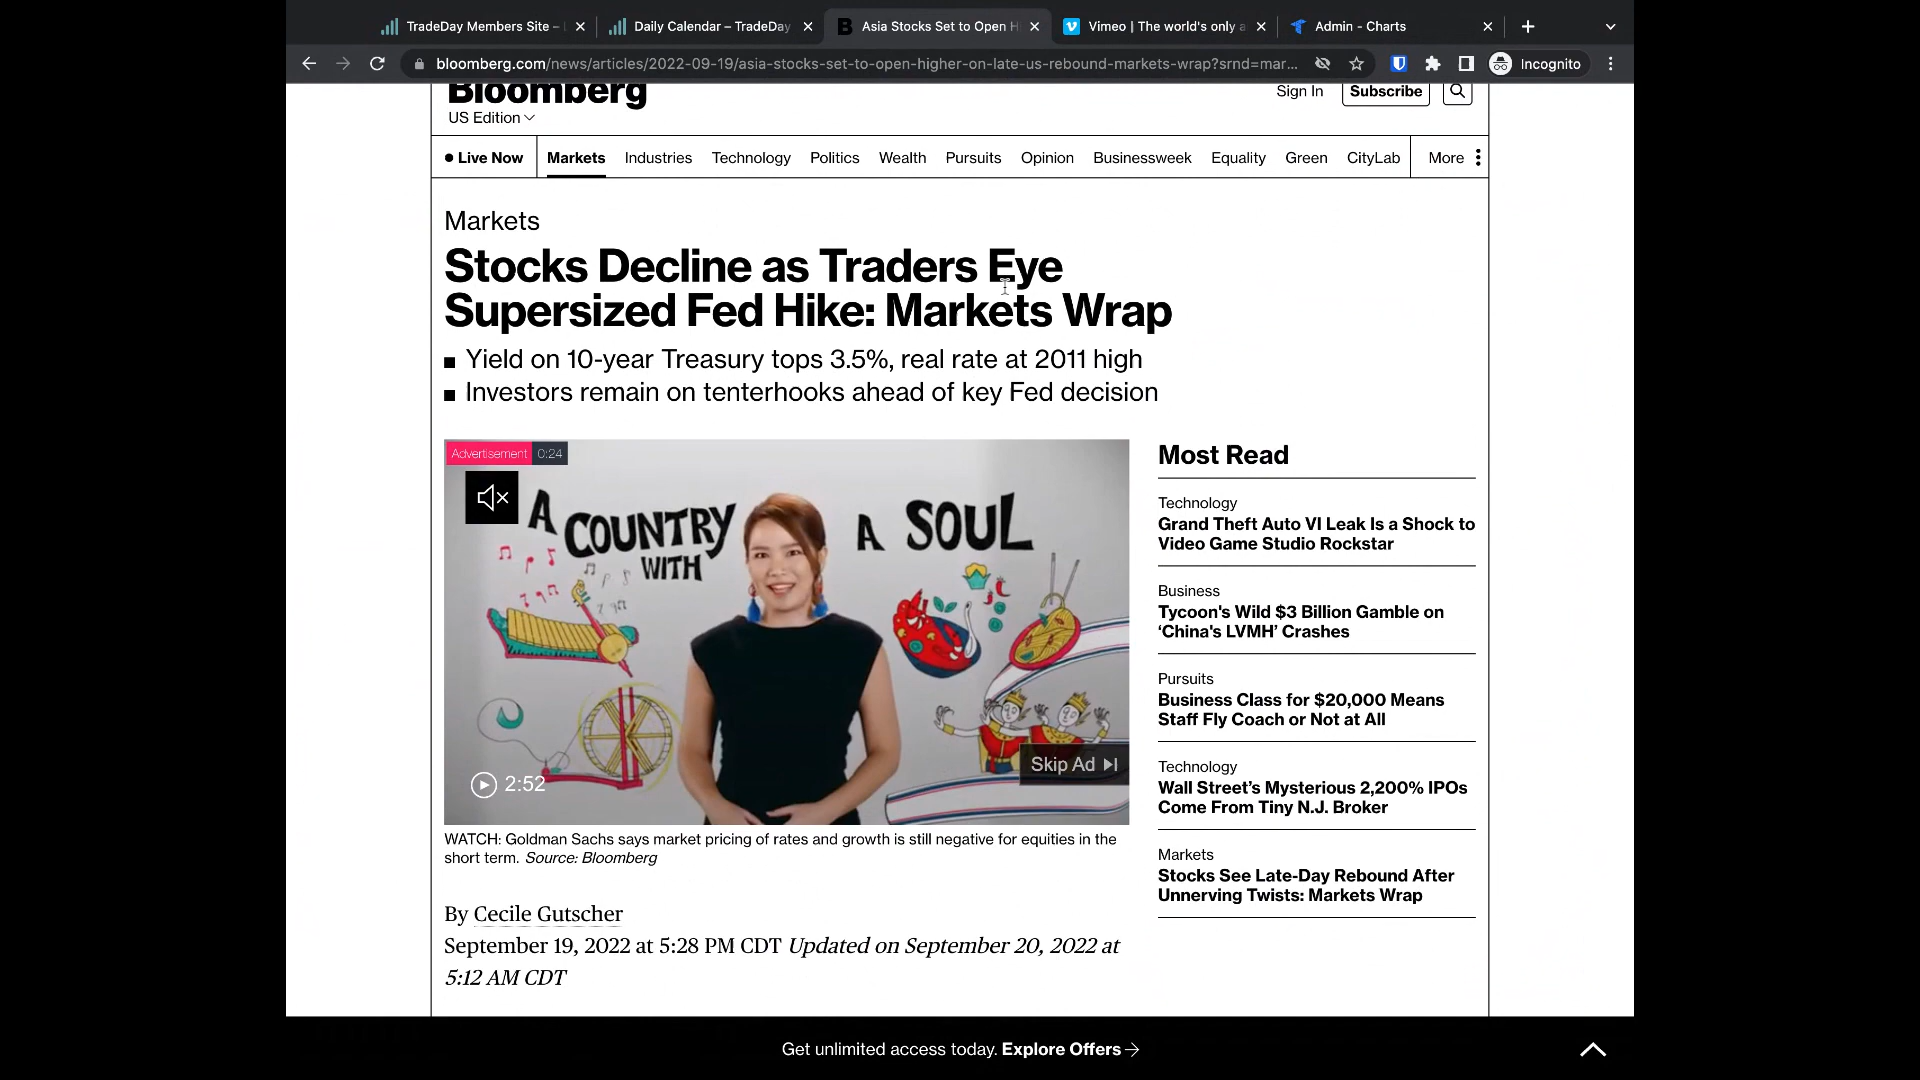 TradeDay Members Site –
Daily Calendar – TradeDay
Asia Stocks Set to Open H
Vimeo | The world's only a
Admin - Charts
bloomberg.com/news/articles/2022-09-19/asia-stocks-set-to-open-higher-on-late-us-rebound-markets-wrap?srnd=mar...
Incognito
Bloomberg
US Edition
Sign In
Subscribe
Live Now
Markets
Industries
Technology
Politics
Wealth
Pursuits
Opinion
Businessweek
Equality
Green
CityLab
More
Markets
Stocks Decline as Traders Eye
Supersized Fed Hike: Markets Wrap
Yield on 10-year Treasury tops 3.5%, real rate at 2011 high
Investors remain on tenterhooks ahead of key Fed decision
Advertisement 0:24
A COUNTRY WITH A SOUL
Skip Ad
2:52
WATCH: Goldman Sachs says market pricing of rates and growth is still negative for equities in the
short term. Source: Bloomberg
By Cecile Gutscher
September 19, 2022 at 5:28 PM CDT Updated on September 20, 2022 at
5:12 AM CDT
Most Read
Technology
Grand Theft Auto VI Leak Is a Shock to
Video Game Studio Rockstar
Business
Tycoon's Wild $3 Billion Gamble on
‘China's LVMH’ Crashes
Pursuits
Business Class for $20,000 Means
Staff Fly Coach or Not at All
Technology
Wall Street’s Mysterious 2,200% IPOs
Come From Tiny N.J. Broker
Markets
Stocks See Late-Day Rebound After
Unnerving Twists: Markets Wrap
Get unlimited access today. Explore Offers